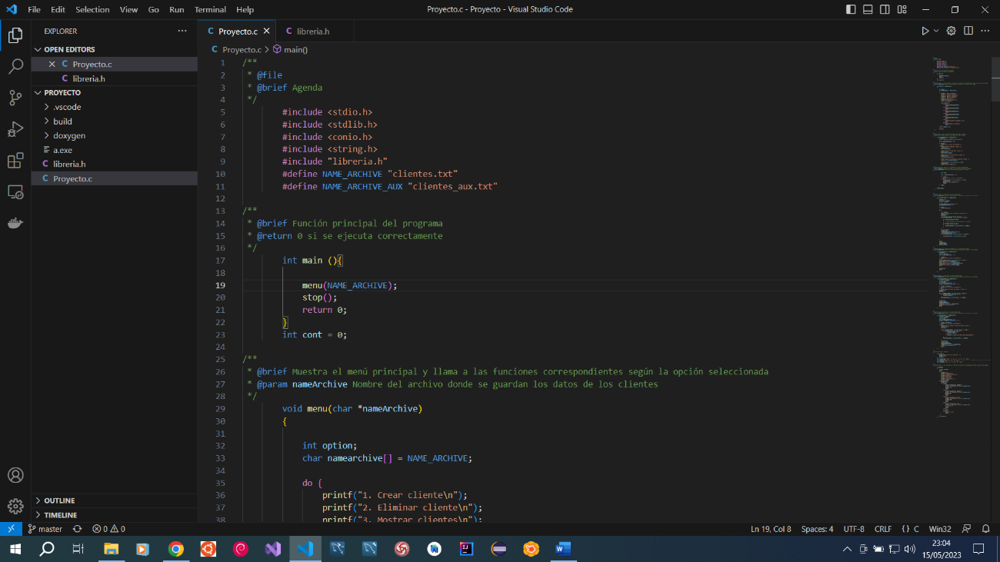 File Edit Selection View Go Run Terminal Help
Proyecto.c - Proyecto - Visual Studio Code
EXPLORER
OPEN EDITORS
Proyecto.c
libreria.h
PROYECTO
.vscode
build
doxygen
a.exe
libreria.h
Proyecto.c
OUTLINE
TIMELINE
Proyecto.c libreria.h
Proyecto.c > main()
1 /**
2 * @file
3 * @brief Agenda
4 */
5 #include <stdio.h>
6 #include <stdlib.h>
7 #include <conio.h>
8 #include <string.h>
9 #include "libreria.h"
10 #define NAME_ARCHIVE "clientes.txt"
11 #define NAME_ARCHIVE_AUX "clientes_aux.txt"
12
13 /**
14 * @brief Función principal del programa
15 * @return 0 si se ejecuta correctamente
16 */
17 int main (){
18
19 menu(NAME_ARCHIVE);
20 stop();
21 return 0;
22 }
23 int cont = 0;
24
25 /**
26 * @brief Muestra el menú principal y llama a las funciones correspondientes según la opción seleccionada
27 * @param nameArchive Nombre del archivo donde se guardan los datos de los clientes
28 */
29 void menu(char *nameArchive)
30 {
31
32 int option;
33 char namearchive[] = NAME_ARCHIVE;
34
35 do {
36 printf("1. Crear cliente\n");
37 printf("2. Eliminar cliente\n");
38 printf("3. Mostrar clientes\n");
master 0 0
Ln 19, Col 8 Spaces: 4 UTF-8 CRLF {} C Win32
23:04
15/05/2023